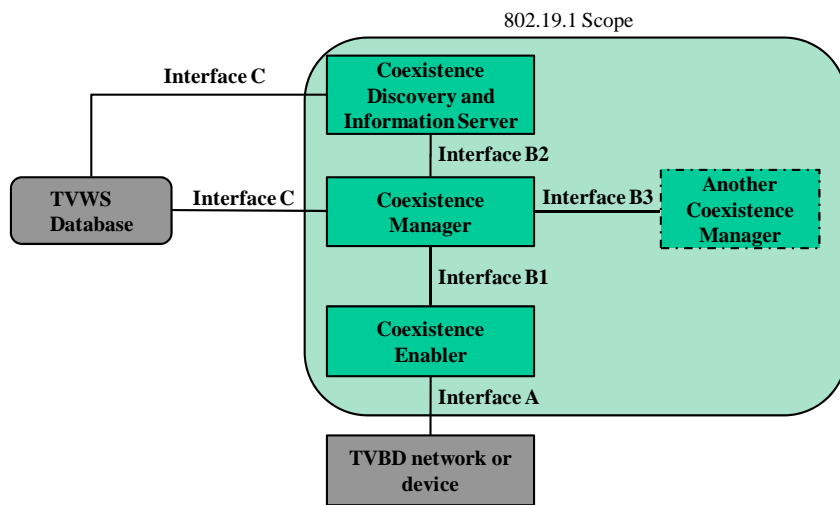 802.19.1 Scope
Interface C
Coexistence
Discovery and
Information Server
Interface B2
TVWS
Database
Interface C
Coexistence
Manager
Interface B3
Another
Coexistence
Manager
Interface B1
Coexistence
Enabler
Interface A
TVBD network or
device